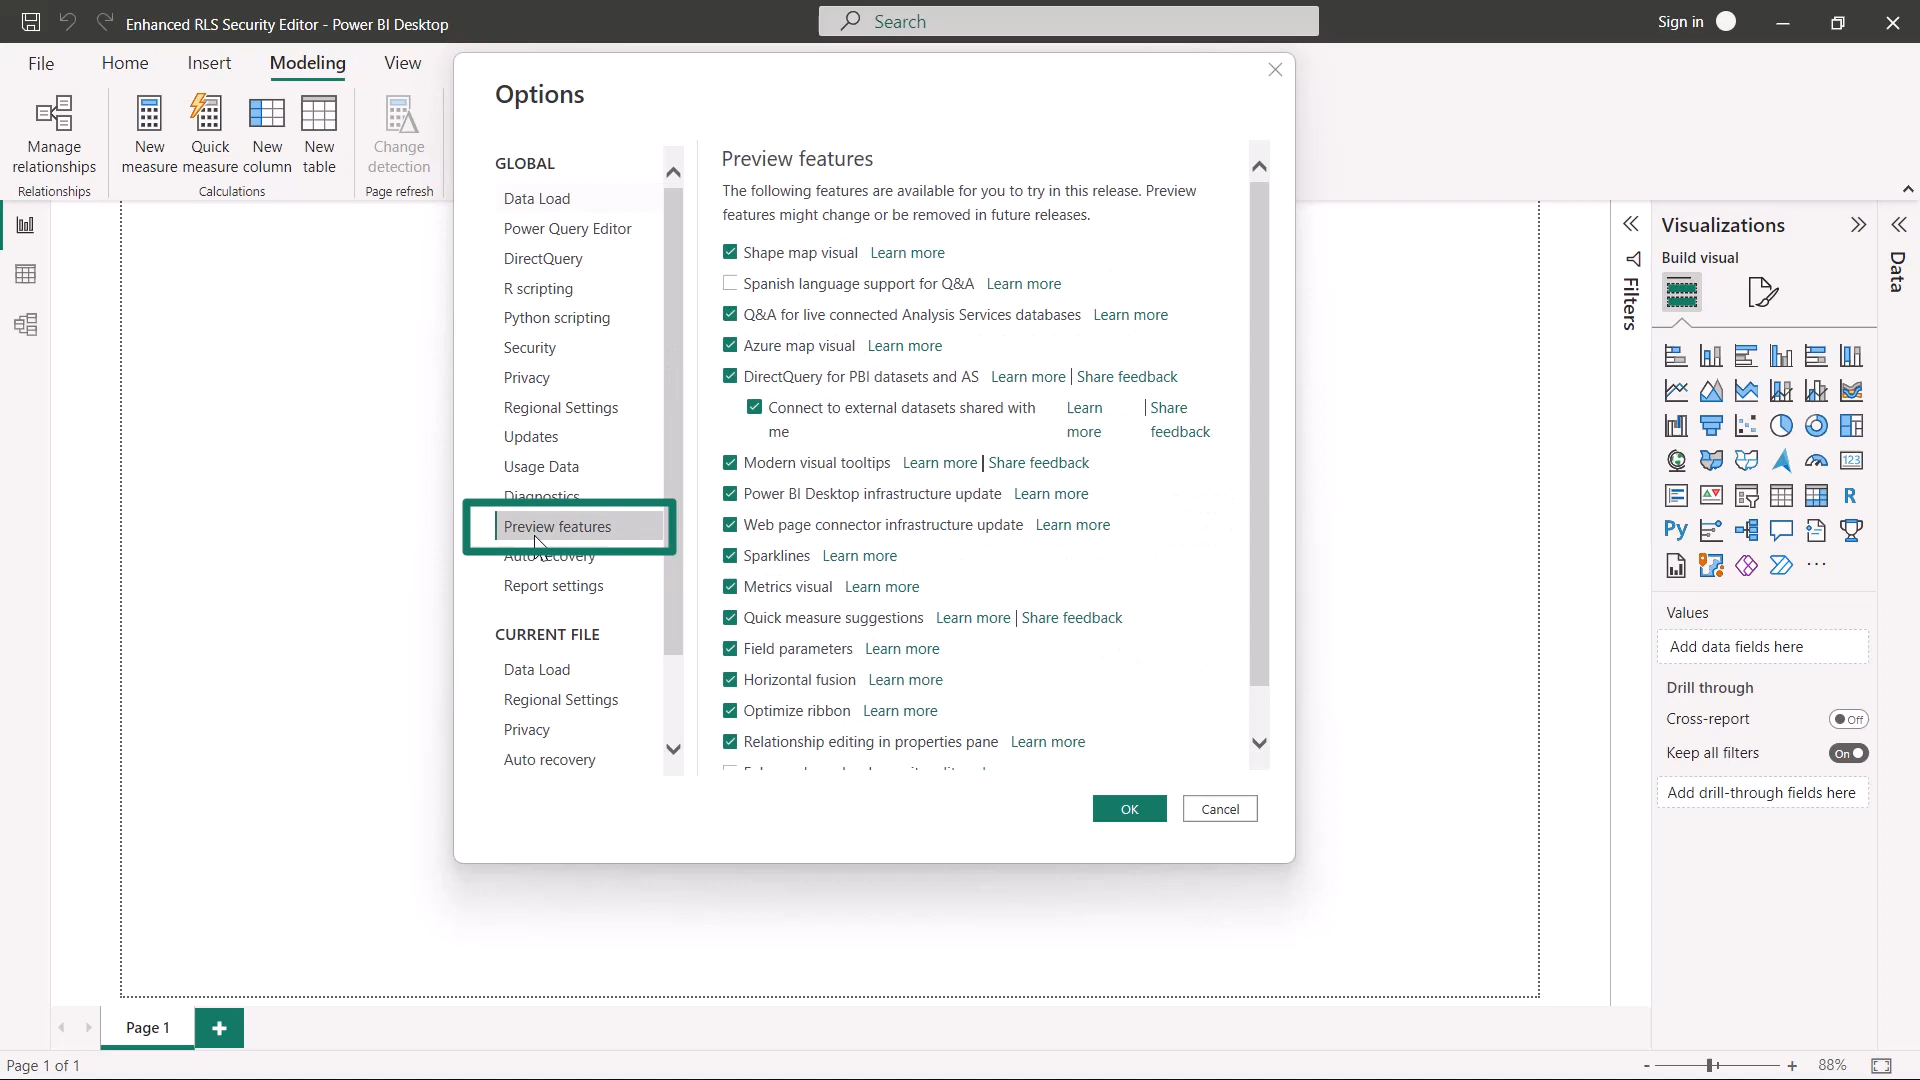 Enhanced RLS Security Editor - Power BI Desktop
Search
Sign in
File
Home
Insert
Modeling
View
Manage
relationships
Relationships
New
measure
Quick
measure
New
column
New
table
Calculations
Change
detection
Page refresh
Options
GLOBAL
Data Load
Power Query Editor
DirectQuery
R scripting
Python scripting
Security
Privacy
Regional Settings
Updates
Usage Data
Diagnostics
Preview features
Auto recovery
Report settings
CURRENT FILE
Data Load
Regional Settings
Privacy
Auto recovery
Preview features
The following features are available for you to try in this release. Preview
features might change or be removed in future releases.
Shape map visual Learn more
Spanish language support for Q&A Learn more
Q&A for live connected Analysis Services databases Learn more
Azure map visual Learn more
DirectQuery for PBI datasets and AS Learn more | Share feedback
Connect to external datasets shared with Learn | Share
me more feedback
Modern visual tooltips Learn more | Share feedback
Power BI Desktop infrastructure update Learn more
Web page connector infrastructure update Learn more
Sparklines Learn more
Metrics visual Learn more
Quick measure suggestions Learn more | Share feedback
Field parameters Learn more
Horizontal fusion Learn more
Optimize ribbon Learn more
Relationship editing in properties pane Learn more
OK
Cancel
Filters
Visualizations
Build visual
123
R
Py
...
Values
Add data fields here
Drill through
Cross-report
Off
Keep all filters
On
Add drill-through fields here
Data
Page 1
Page 1 of 1
88%